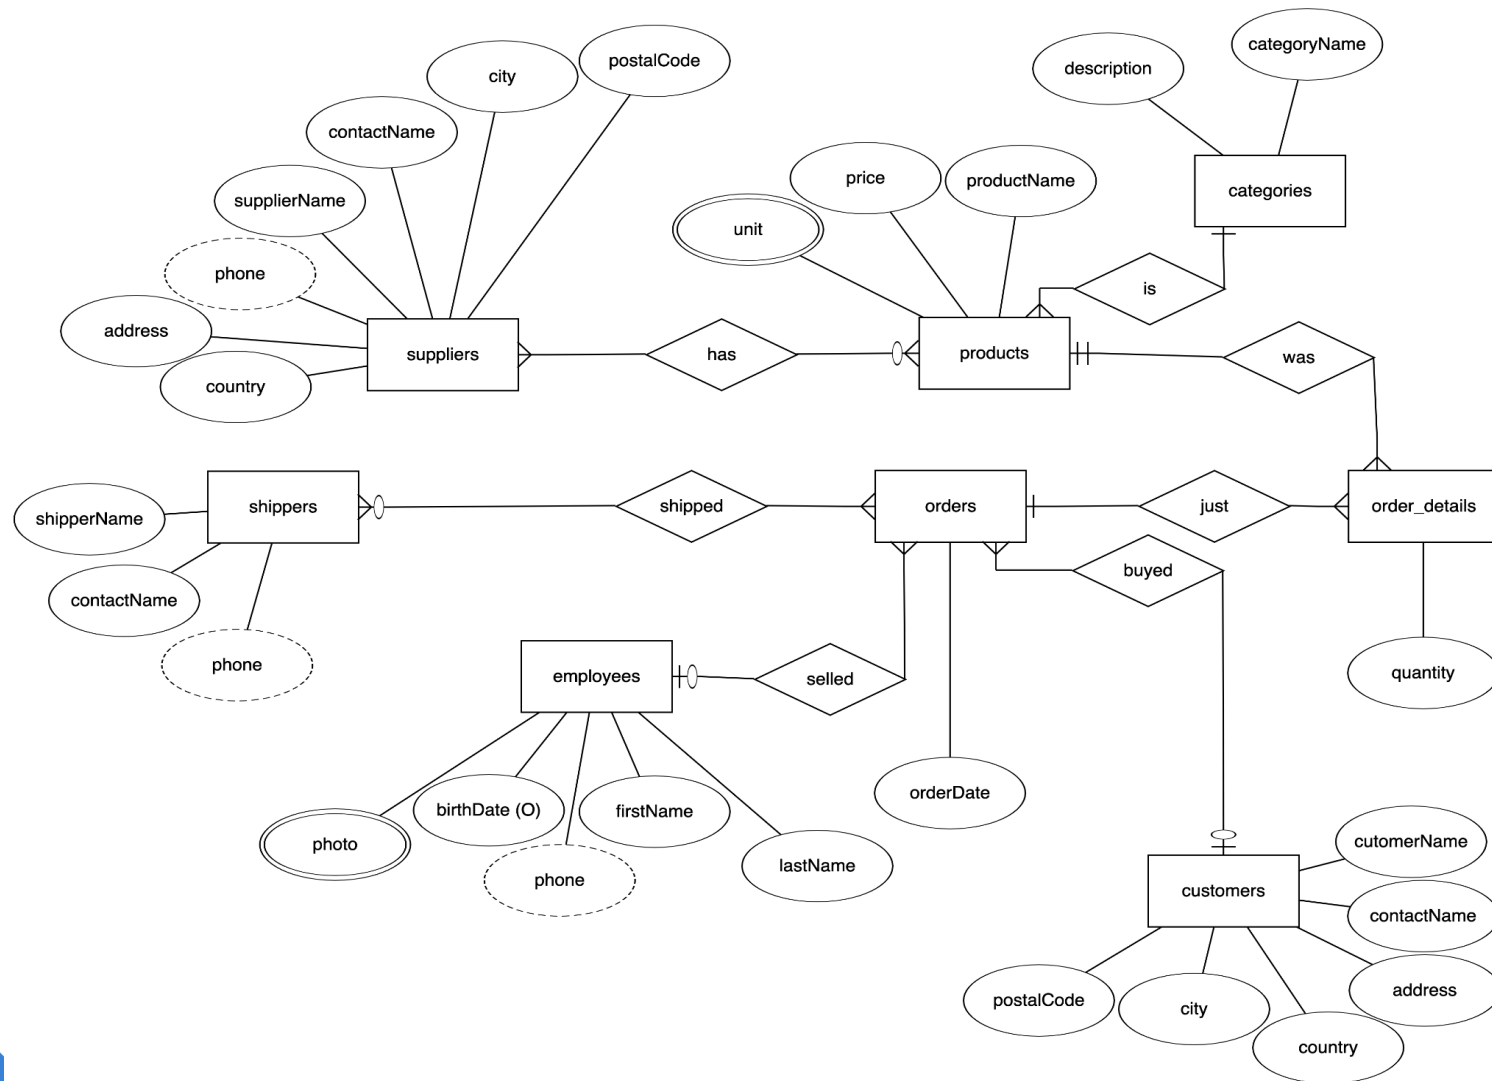 categoryName
postalCode
description
city
contactName
price
productName
categories
supplierName
unit
phone
is
address
suppliers
has
products
was
country
shipperName
shippers
shipped
orders
just
order_details
buyed
contactName
phone
employees
selled
quantity
orderDate
birthDate (O)
firstName
photo
lastName
phone
cutomerName
customers
contactName
address
postalCode
city
country